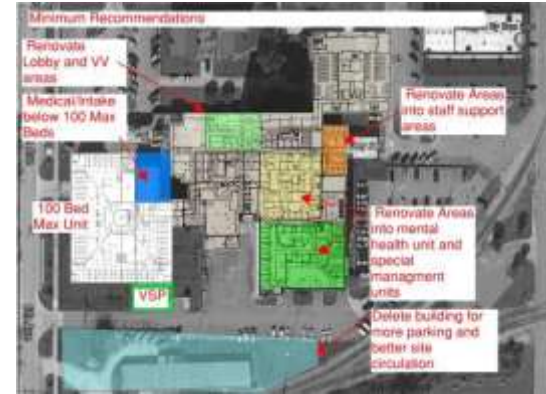 Minimum Recommendations
Renovate
Lobby and VV
areas
Medical/Intake
below 100 Max
Beds
100 Bed
Max Unit
VSP
Renovate Areas
into staff support
areas
Renovate Areas
into mental
health unit and
special
managment
units
Delete building for
more parking and
better site
circulation